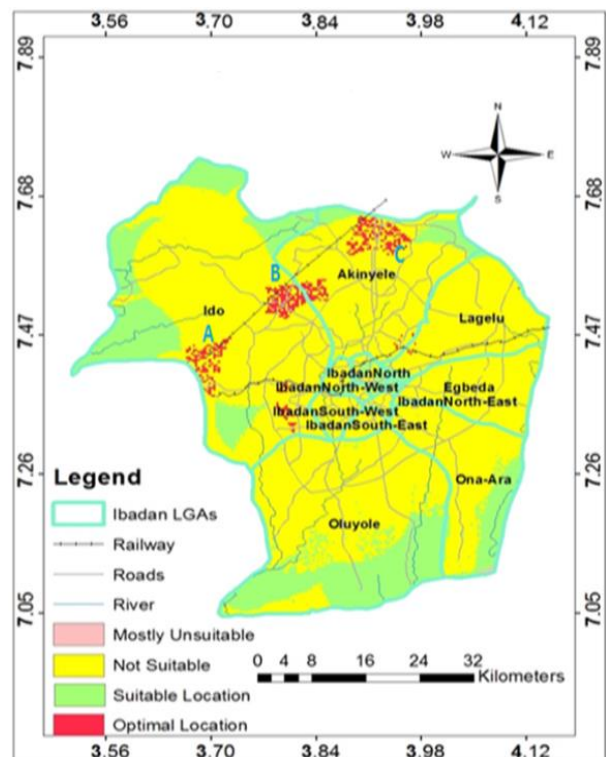 3.56 3.70 3.84 3.98 4.12
7.89
N
W E
S
7.68
C
B
Akinyele
Ido
Lagelu
7.47
A
IbadanNorth
IbadanNorth-West
Egbeda
IbadanNorth-East
IbadanSouth-West
IbadanSouth-East
7.26
Ona-Ara
Oluyole
7.05
Legend
Ibadan LGAs
Railway
Roads
River
Mostly Unsuitable
Not Suitable
Suitable Location
Optimal Location
0 2 4 8 16 24 32
Kilometers
7.89
7.68
7.47
7.26
7.05
3.56 3.70 3.84 3.98 4.12